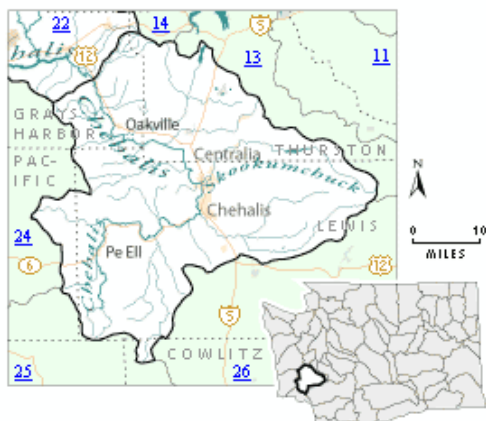 22
14
5
12
13
11
halis
GRAYS
HARBOR
Chehalis
Oakville
PAC-
IFIC
Centralia
THURSTON
Skookumchuck
N
Chehalis
LEWIS
0 10
MILES
24
Chehalis
Pe Ell
6
12
5
COWLITZ
25
26